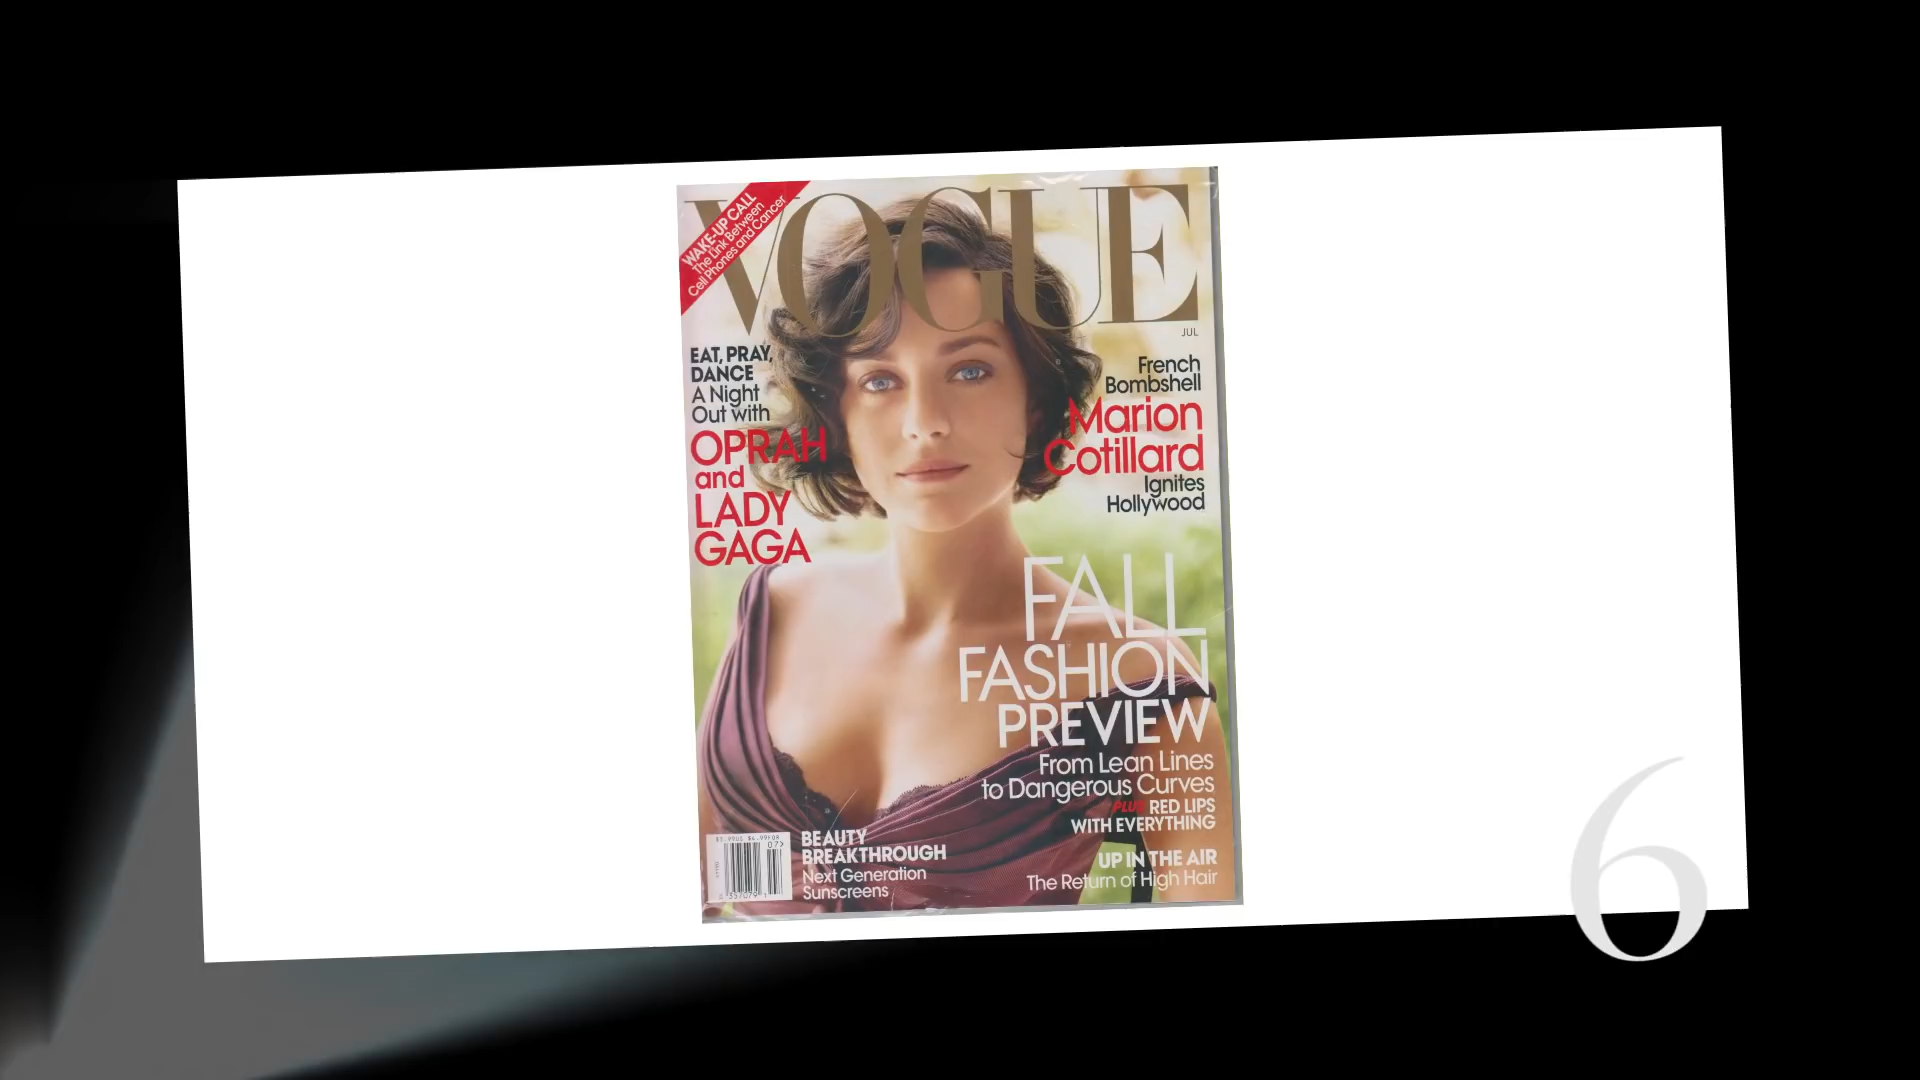 WAKE-UP CALL
The Link Between
Cell Phones and Cancer
VOGUE
JUL
EAT, PRAY,
DANCE
A Night
Out with
OPRAH
and
LADY
GAGA
French
Bombshell
Marion
Cotillard
Ignites
Hollywood
FALL
FASHION
PREVIEW
From Lean Lines
to Dangerous Curves
PLUS RED LIPS
WITH EVERYTHING
UP IN THE AIR
The Return of High Hair
BEAUTY
BREAKTHROUGH
Next Generation
Sunscreens
07>
6